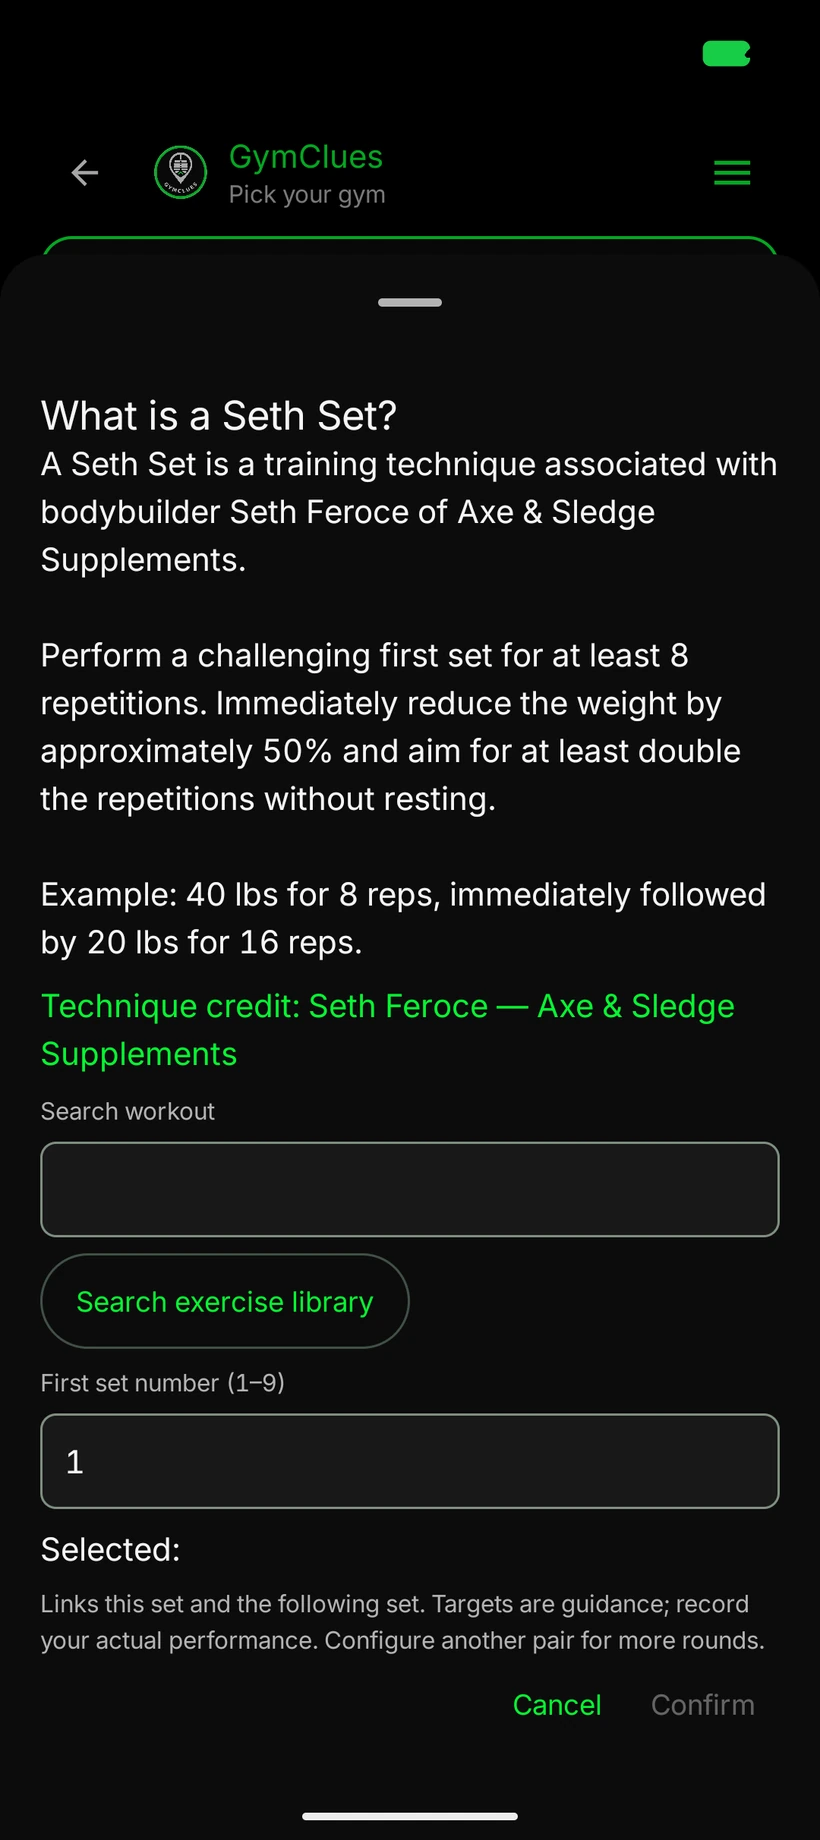 GymClues
Pick your gym
GYMCLUES
What is a Seth Set?
A Seth Set is a training technique associated with
bodybuilder Seth Feroce of Axe & Sledge
Supplements.
Perform a challenging first set for at least 8
repetitions. Immediately reduce the weight by
approximately 50% and aim for at least double
the repetitions without resting.
Example: 40 lbs for 8 reps, immediately followed
by 20 lbs for 16 reps.
Technique credit: Seth Feroce — Axe & Sledge
Supplements
Search workout
Search exercise library
First set number (1–9)
1
Selected:
Links this set and the following set. Targets are guidance; record
your actual performance. Configure another pair for more rounds.
Cancel Confirm